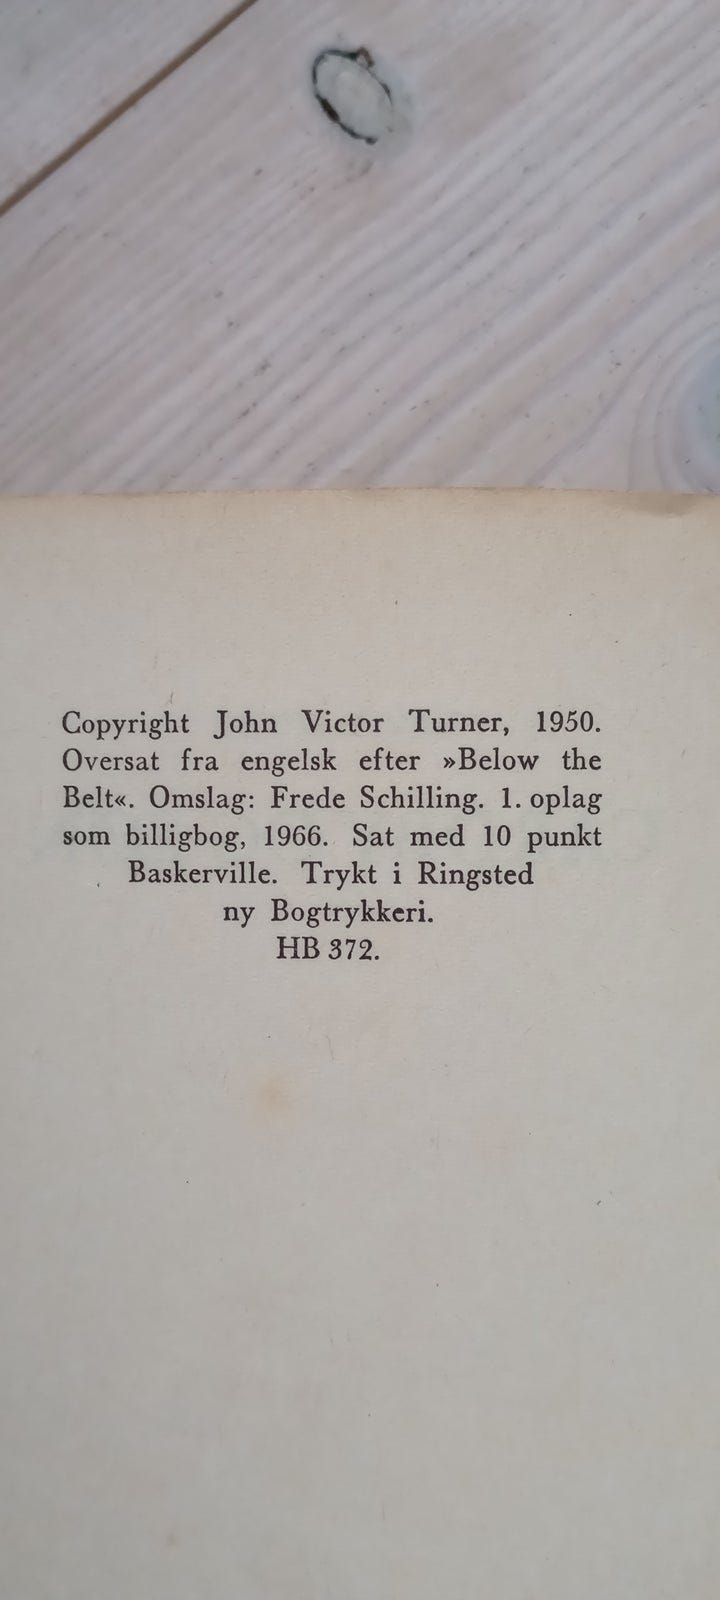 Copyright John Victor Turner, 1950.
Oversat fra engelsk efter »Below the
Belt«. Omslag: Frede Schilling. 1. oplag
som billigbog, 1966. Sat med 10 punkt
Baskerville. Trykt i Ringsted
ny Bogtrykkeri.
HB 372.